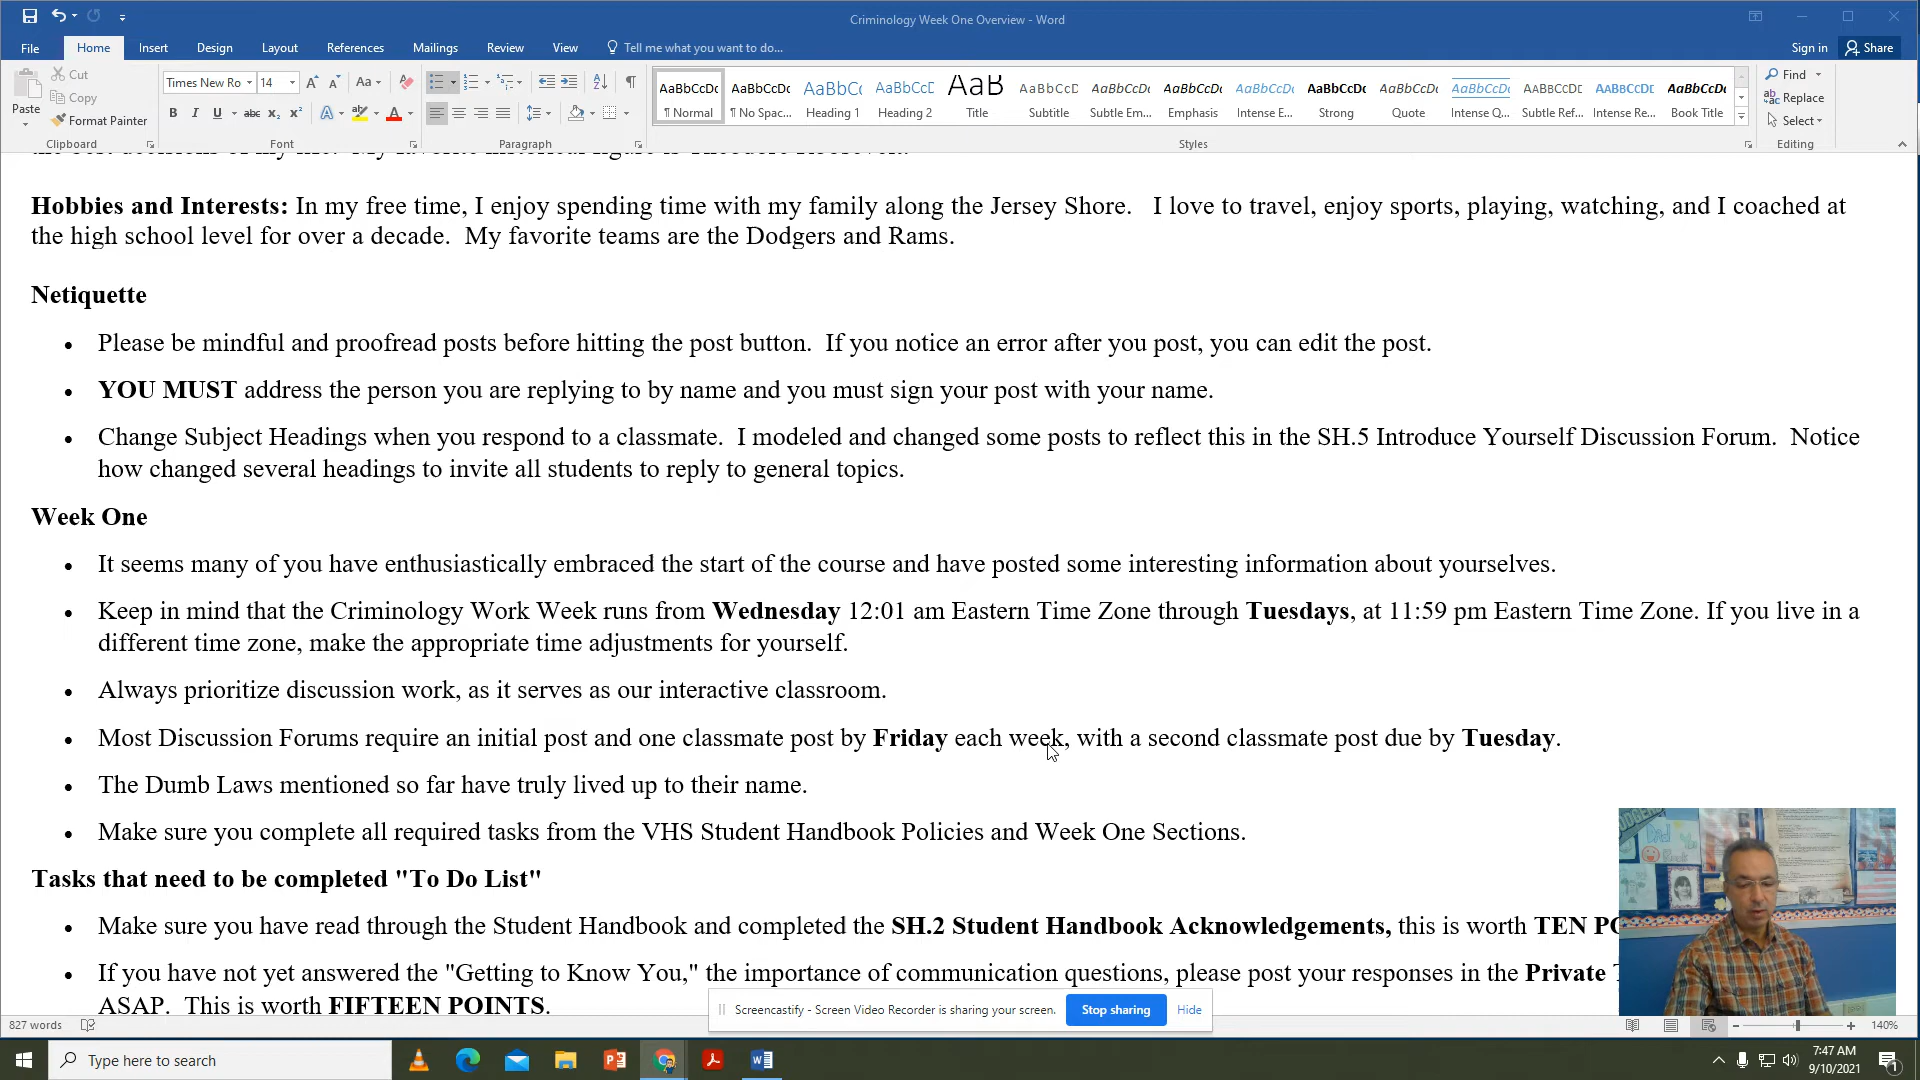 Criminology Week One Overview - Word
File Home Insert Design Layout References Mailings Review View Tell me what you want to do... Sign in Share
Paste Cut Copy Format Painter
Times New Ro 14 Aa
B I U abc x₂ x² A A
AaBbCcDc AaBbCcDc AaBbCc AaBbCcD AaB AaBbCcD AaBbCcDc AaBbCcDc AaBbCcDc AaBbCcDc AaBbCcDc AaBbCcDc AABBCCDD AABBCCDD AaBbCcDc
¶ Normal ¶ No Spac... Heading 1 Heading 2 Title Subtitle Subtle Em... Emphasis Intense E... Strong Quote Intense Q... Subtle Ref... Intense Re... Book Title
Find Replace Select
Clipboard Font Paragraph Styles Editing
Hobbies and Interests: In my free time, I enjoy spending time with my family along the Jersey Shore. I love to travel, enjoy sports, playing, watching, and I coached at
the high school level for over a decade. My favorite teams are the Dodgers and Rams.
Netiquette
• Please be mindful and proofread posts before hitting the post button. If you notice an error after you post, you can edit the post.
• YOU MUST address the person you are replying to by name and you must sign your post with your name.
• Change Subject Headings when you respond to a classmate. I modeled and changed some posts to reflect this in the SH.5 Introduce Yourself Discussion Forum. Notice
how changed several headings to invite all students to reply to general topics.
Week One
• It seems many of you have enthusiastically embraced the start of the course and have posted some interesting information about yourselves.
• Keep in mind that the Criminology Work Week runs from Wednesday 12:01 am Eastern Time Zone through Tuesdays, at 11:59 pm Eastern Time Zone. If you live in a
different time zone, make the appropriate time adjustments for yourself.
• Always prioritize discussion work, as it serves as our interactive classroom.
• Most Discussion Forums require an initial post and one classmate post by Friday each week, with a second classmate post due by Tuesday.
• The Dumb Laws mentioned so far have truly lived up to their name.
• Make sure you complete all required tasks from the VHS Student Handbook Policies and Week One Sections.
Tasks that need to be completed "To Do List"
• Make sure you have read through the Student Handbook and completed the SH.2 Student Handbook Acknowledgements, this is worth TEN PO
• If you have not yet answered the "Getting to Know You," the importance of communication questions, please post your responses in the Private
ASAP. This is worth FIFTEEN POINTS.
Screencastify - Screen Video Recorder is sharing your screen. Stop sharing Hide
827 words 140%
Type here to search 7:47 AM
9/10/2021